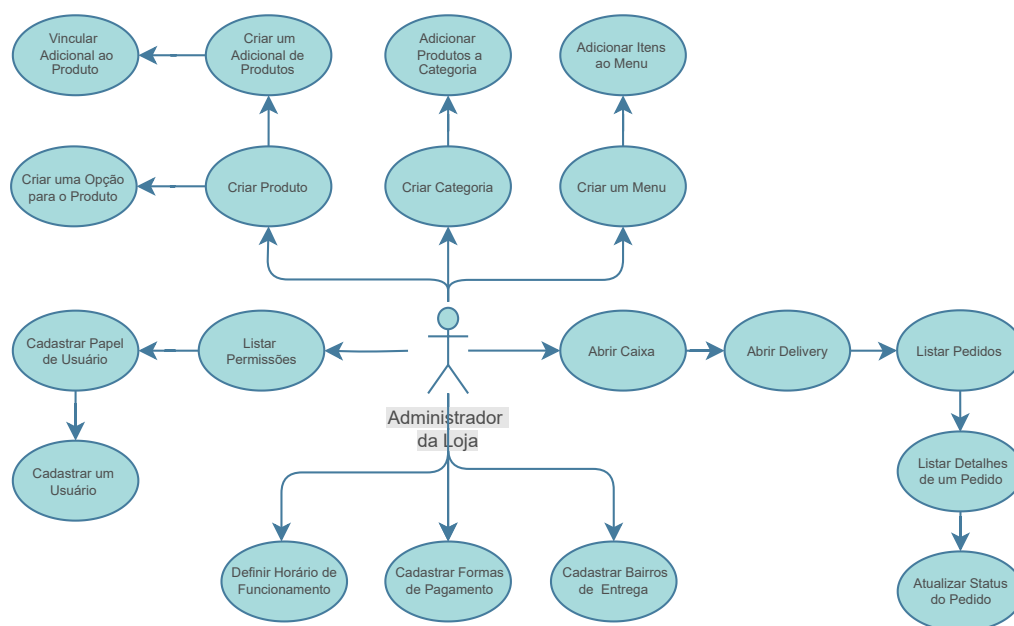 Vincular
Adicional ao
Produto
Criar um
Adicional de
Produtos
Adicionar
Produtos a
Categoria
Adicionar Itens
ao Menu
Criar uma Opção
para o Produto
Criar Produto
Criar Categoria
Criar um Menu
Cadastrar Papel
de Usuário
Listar
Permissões
Abrir Caixa
Abrir Delivery
Listar Pedidos
Administrador
da Loja
Cadastrar um
Usuário
Listar Detalhes
de um Pedido
Definir Horário de
Funcionamento
Cadastrar Formas
de Pagamento
Cadastrar Bairros
de Entrega
Atualizar Status
do Pedido